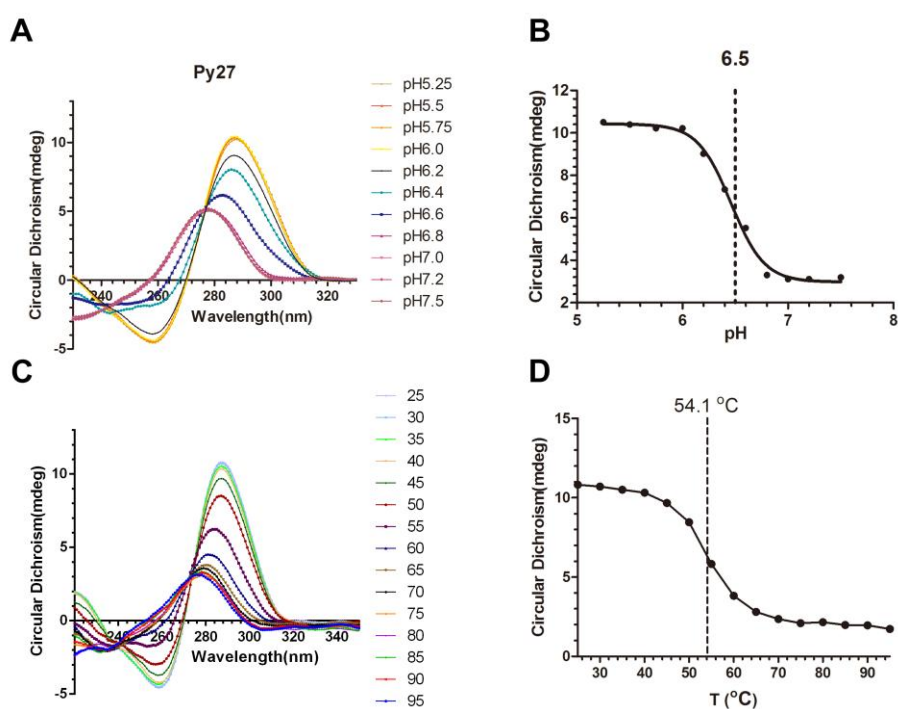 A
Py27
Circular Dichroism(mdeg)
10
5
0
-5
240
260
280
300
320
Wavelength(nm)
pH5.25
pH5.5
pH5.75
pH6.0
pH6.2
pH6.4
pH6.6
pH6.8
pH7.0
pH7.2
pH7.5
B
6.5
Circular Dichroism(mdeg)
12
10
8
6
4
2
5
6
7
8
pH
C
Circular Dichroism(mdeg)
10
5
0
-5
240
260
280
300
320
340
Wavelength(nm)
25
30
35
40
45
50
55
60
65
70
75
80
85
90
95
D
54.1 °C
Circular Dichroism(mdeg)
15
10
5
0
30
40
50
60
70
80
90
T (°C)